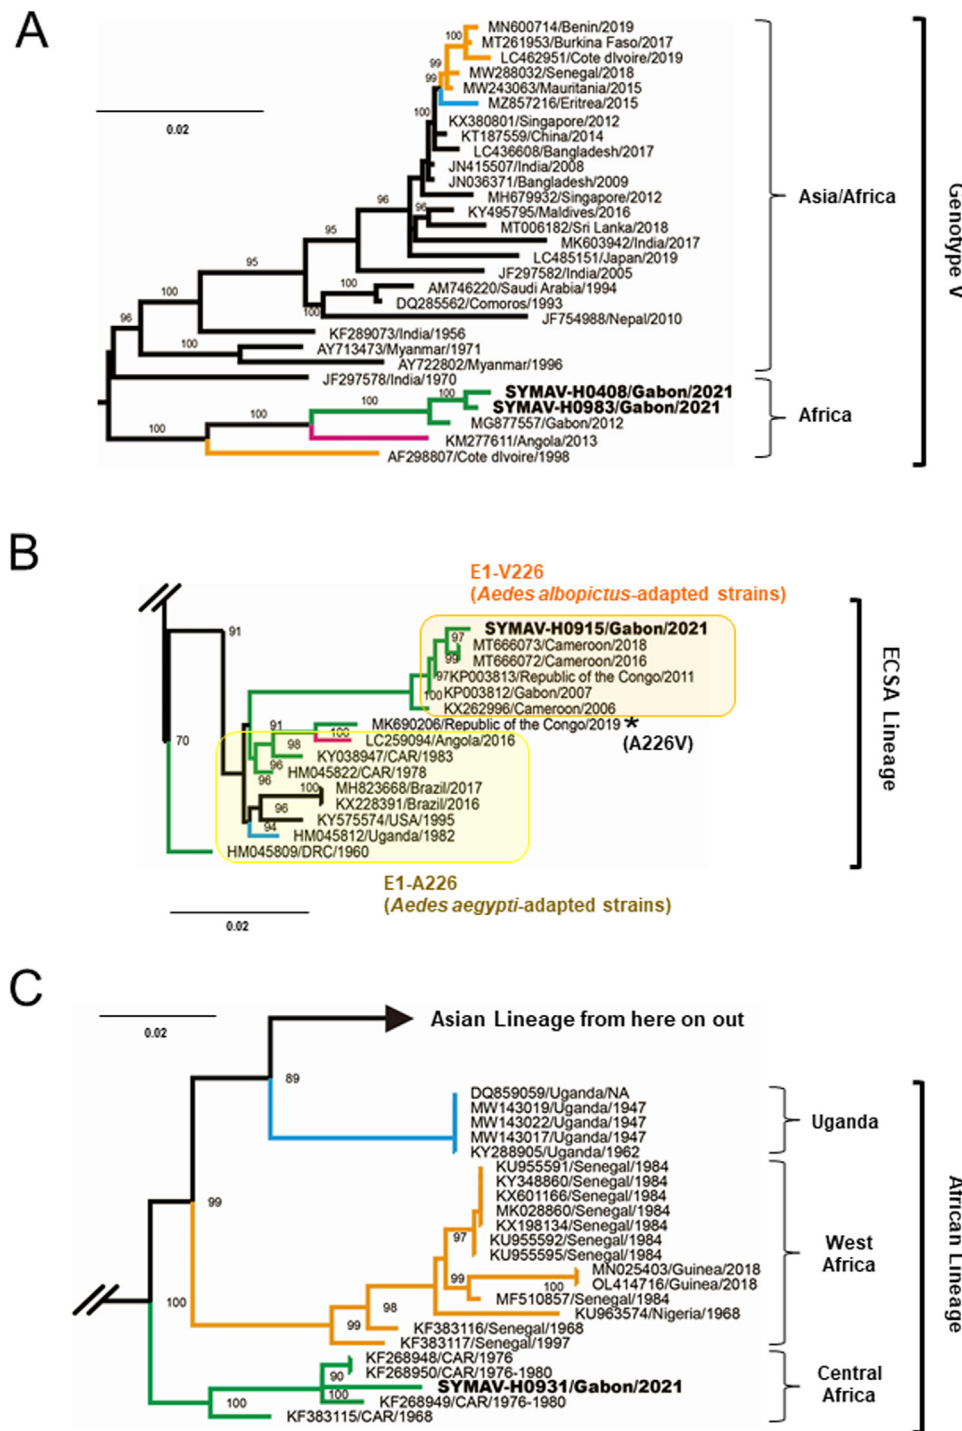 A
MN600714/Benin/2019
100
MT261953/Burkina Faso/2017
LC462951/Cote dIvoire/2019
99
MW288032/Senegal/2018
99
MW243063/Mauritania/2015
MZ857216/Eritrea/2015
0.02
100
KX380801/Singapore/2012
KT187559/China/2014
LC436608/Bangladesh/2017
JN415507/India/2008
JN036371/Bangladesh/2009
MH679932/Singapore/2012
Asia/Africa
96
96
KY495795/Maldives/2016
MT006182/Sri Lanka/2018
95
MK603942/India/2017
LC485151/Japan/2019
95
JF297582/India/2005
100
AM746220/Saudi Arabia/1994
DQ285562/Comoros/1993
100
JF754988/Nepal/2010
96
KF289073/India/1956
100
AY713473/Myanmar/1971
AY722802/Myanmar/1996
JF297578/India/1970
100
SYMAV-H0408/Gabon/2021
100
SYMAV-H0983/Gabon/2021
100
MG877557/Gabon/2012
Africa
100
KM277611/Angola/2013
AF298807/Cote dIvoire/1998
Genotype V
B
E1-V226
(Aedes albopictus-adapted strains)
91
SYMAV-H0915/Gabon/2021
97
MT666073/Cameroon/2018
99
MT666072/Cameroon/2016
97
KP003813/Republic of the Congo/2011
100
KP003812/Gabon/2007
KX262996/Cameroon/2006
91
MK690206/Republic of the Congo/2019 *
100
(A226V)
70
LC259094/Angola/2016
98
KY038947/CAR/1983
96
HM045822/CAR/1978
96
100
MH823668/Brazil/2017
KX228391/Brazil/2016
96
KY575574/USA/1995
94
HM045812/Uganda/1982
HM045809/DRC/1960
E1-A226
(Aedes aegypti-adapted strains)
0.02
ECSA Lineage
C
0.02
Asian Lineage from here on out
89
DQ859059/Uganda/NA
MW143019/Uganda/1947
MW143022/Uganda/1947
MW143017/Uganda/1947
KY288905/Uganda/1962
Uganda
99
KU955591/Senegal/1984
KY348860/Senegal/1984
KX601166/Senegal/1984
MK028860/Senegal/1984
KX198134/Senegal/1984
97
KU955592/Senegal/1984
KU955595/Senegal/1984
West
Africa
99
MN025403/Guinea/2018
100
OL414716/Guinea/2018
MF510857/Senegal/1984
100
98
KU963574/Nigeria/1968
99
KF383116/Senegal/1968
KF383117/Senegal/1997
KF268948/CAR/1976
KF268950/CAR/1976-1980
90
SYMAV-H0931/Gabon/2021
Central
Africa
100
100
KF268949/CAR/1976-1980
KF383115/CAR/1968
African Lineage